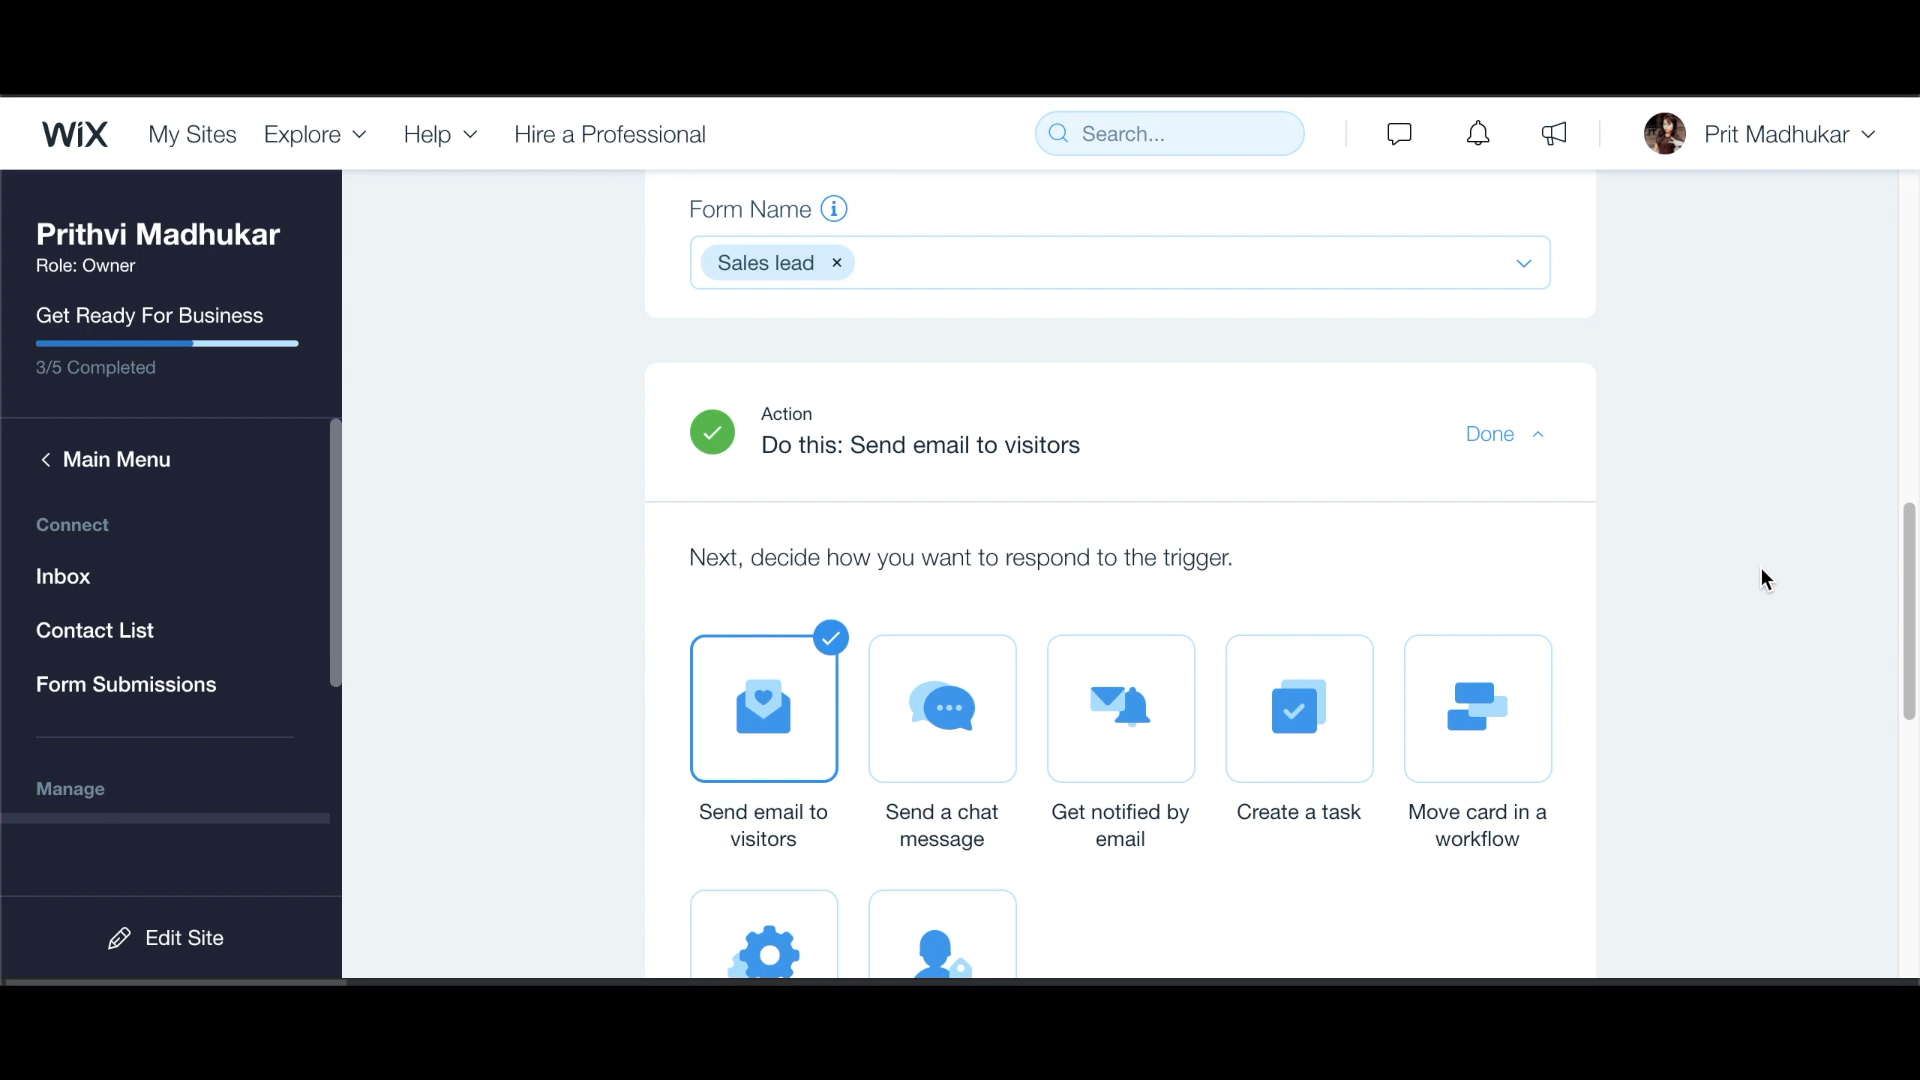 WiX
My Sites
Explore
Help
Hire a Professional
Search...
Prit Madhukar
Prithvi Madhukar
Role: Owner
Get Ready For Business
3/5 Completed
Main Menu
Connect
Inbox
Contact List
Form Submissions
Manage
Edit Site
Form Name
Sales lead
Action
Do this: Send email to visitors
Done
Next, decide how you want to respond to the trigger.
Send email to
visitors
Send a chat
message
Get notified by
email
Create a task
Move card in a
workflow